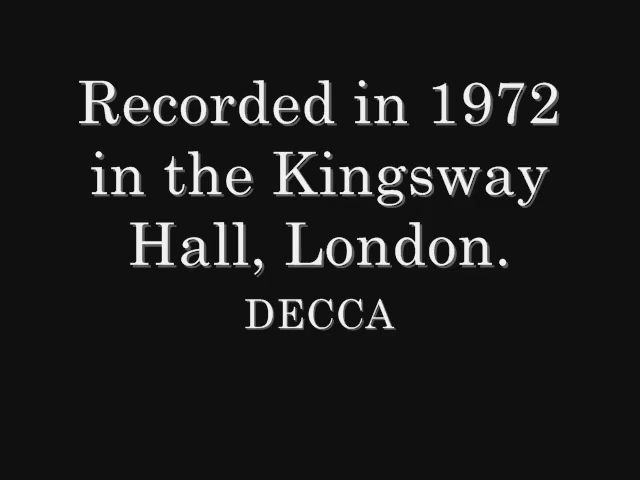 Recorded in 1972
in the Kingsway
Hall, London.
DECCA